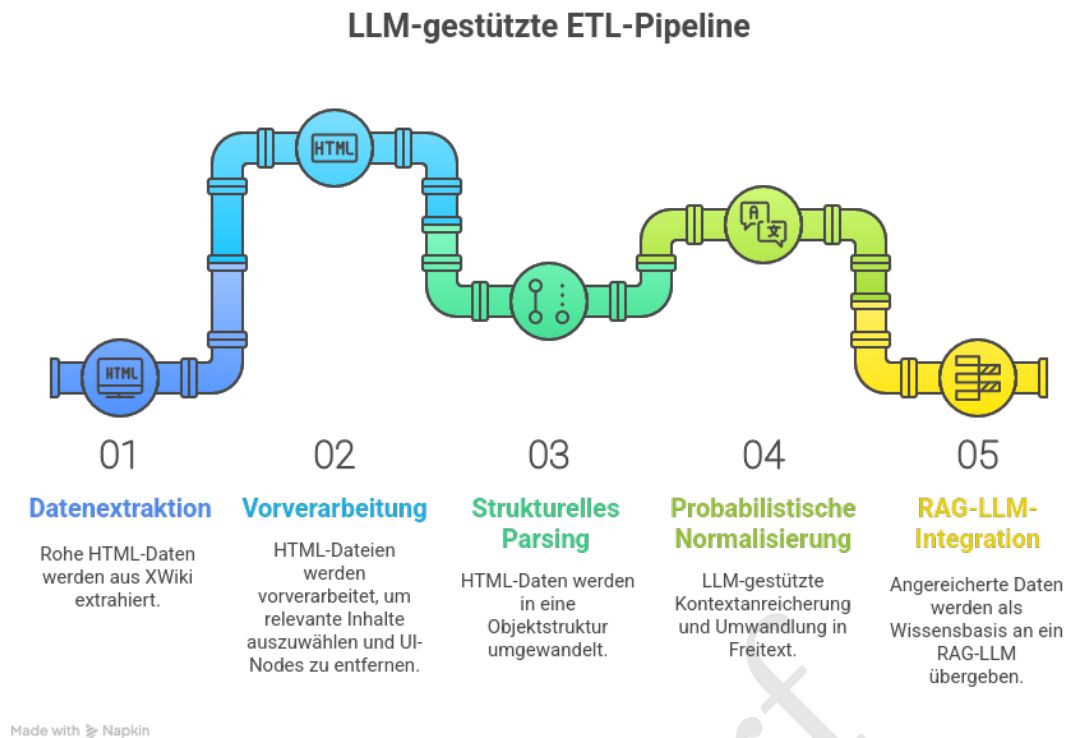 LLM-gestützte ETL-Pipeline
HTML
HTML
A
文
01
02
03
04
05
Datenextraktion
Rohe HTML-Daten
werden aus XWiki
extrahiert.
Vorverarbeitung
HTML-Dateien
werden
vorverarbeitet, um
relevante Inhalte
auszuwählen und UI-
Nodes zu entfernen.
Strukturelles
Parsing
HTML-Daten werden
in eine
Objektstruktur
umgewandelt.
Probabilistische
Normalisierung
LLM-gestützte
Kontextanreicherung
und Umwandlung in
Freitext.
RAG-LLM-
Integration
Angereicherte Daten
werden als
Wissensbasis an ein
RAG-LLM
übergeben.
Made with Napkin